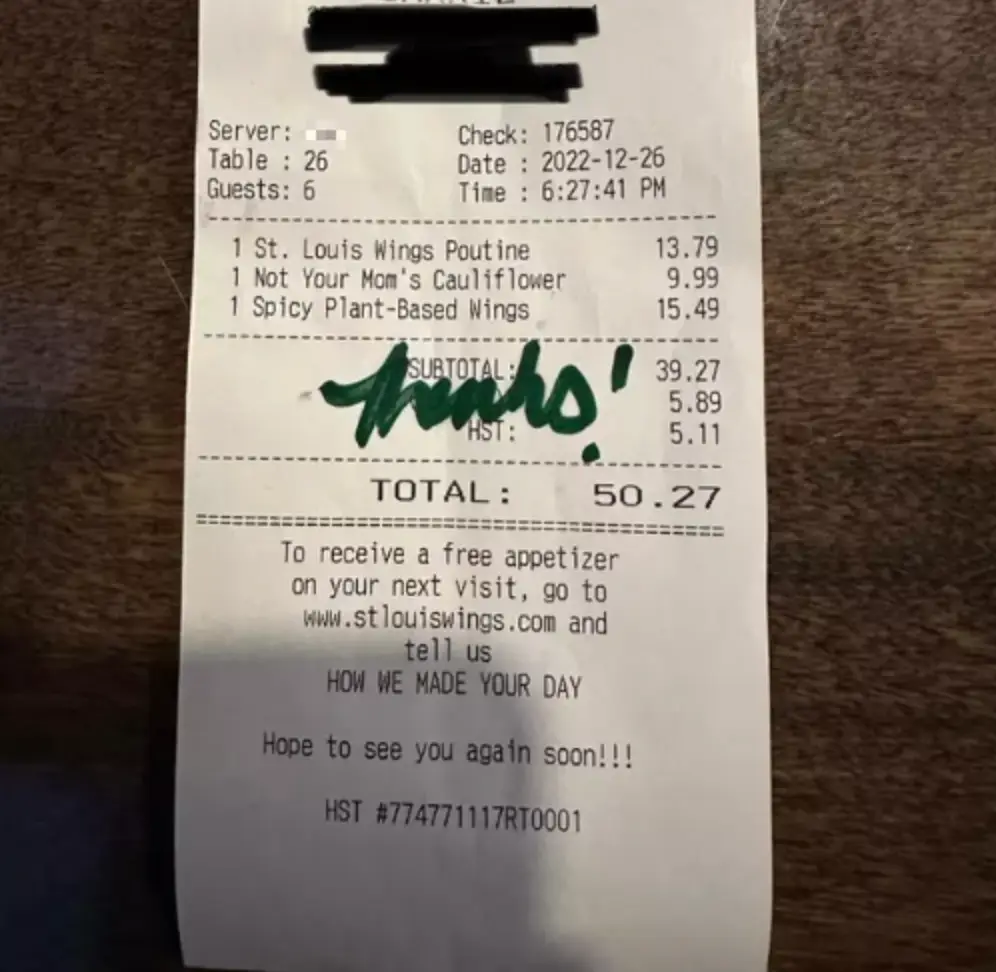 Server: Check: 176587
Table : 26 Date : 2022-12-26
Guests: 6 Time : 6:27:41 PM
1 St. Louis Wings Poutine 13.79
1 Not Your Mom's Cauliflower 9.99
1 Spicy Plant-Based Wings 15.49
SUBTOTAL: 39.27
Thanks! 5.89
HST: 5.11
TOTAL: 50.27
To receive a free appetizer
on your next visit, go to
www.stlouiswings.com and
tell us
HOW WE MADE YOUR DAY
Hope to see you again soon!!!
HST #774771117RT0001